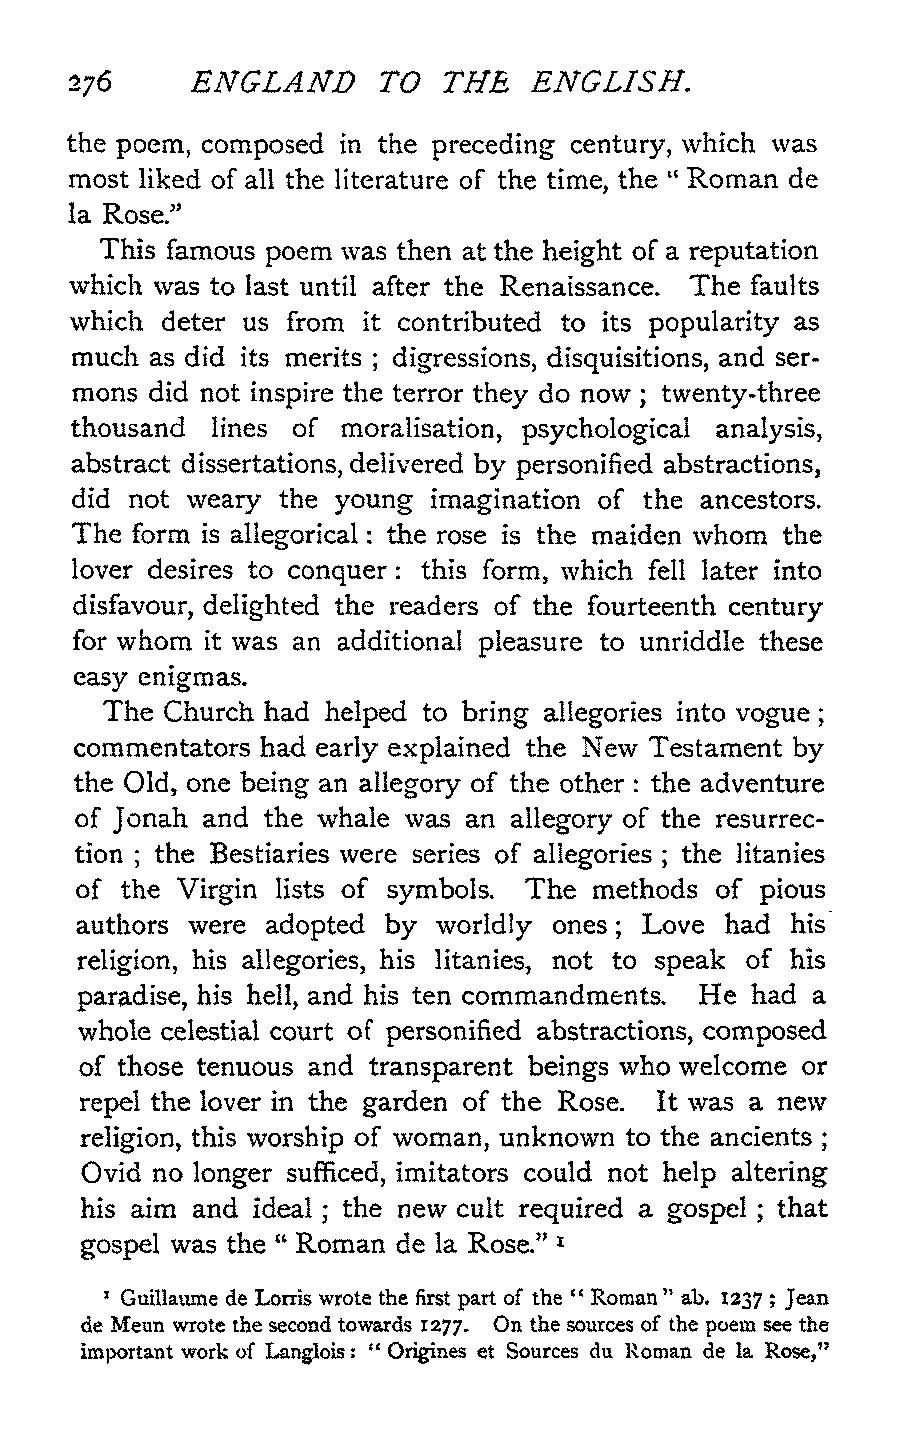 276 ENGLAND TO THE ENGLISH.
the poem, composed in the preceding century, which was
most liked of all the literature of the time, the “ Roman de
la Rose.”
This famous poem was then at the height of a reputation
which was to last until after the Renaissance. The faults
which deter us from it contributed to its popularity as
much as did its merits ; digressions, disquisitions, and ser-
mons did not inspire the terror they do now ; twenty-three
thousand lines of moralisation, psychological analysis,
abstract dissertations, delivered by personified abstractions,
did not weary the young imagination of the ancestors.
The form is allegorical : the rose is the maiden whom the
lover desires to conquer : this form, which fell later into
disfavour, delighted the readers of the fourteenth century
for whom it was an additional pleasure to unriddle these
easy enigmas.
The Church had helped to bring allegories into vogue ;
commentators had early explained the New Testament by
the Old, one being an allegory of the other : the adventure
of Jonah and the whale was an allegory of the resurrec-
tion ; the Bestiaries were series of allegories ; the litanies
of the Virgin lists of symbols. The methods of pious
authors were adopted by worldly ones ; Love had his
religion, his allegories, his litanies, not to speak of his
paradise, his hell, and his ten commandments. He had a
whole celestial court of personified abstractions, composed
of those tenuous and transparent beings who welcome or
repel the lover in the garden of the Rose. It was a new
religion, this worship of woman, unknown to the ancients ;
Ovid no longer sufficed, imitators could not help altering
his aim and ideal ; the new cult required a gospel ; that
gospel was the “ Roman de la Rose.” ¹
¹ Guillaume de Lorris wrote the first part of the “ Roman ” ab. 1237 ; Jean
de Meun wrote the second towards 1277. On the sources of the poem see the
important work of Langlois : “ Origines et Sources du Roman de la Rose,”